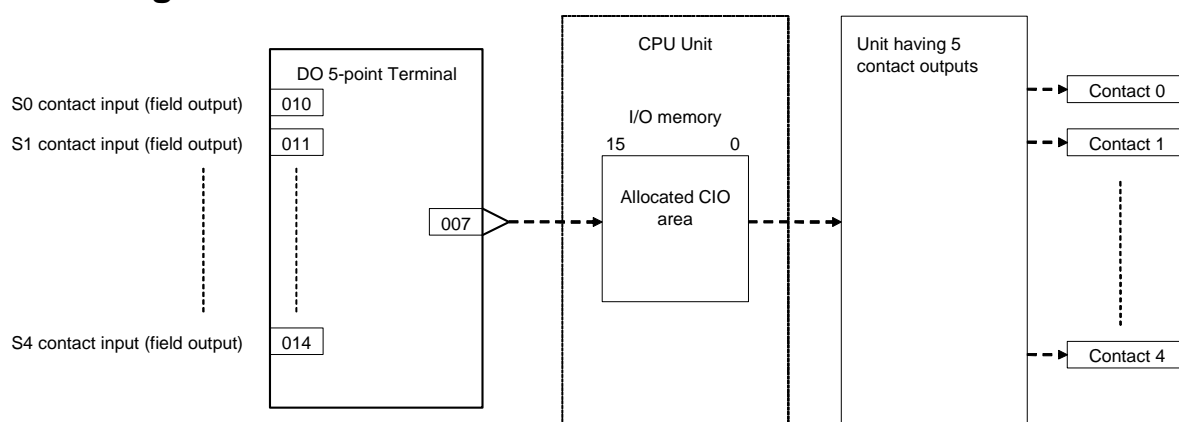 DO 5-point Terminal
S0 contact input (field output)
010
S1 contact input (field output)
011
S4 contact input (field output)
014
007
CPU Unit
I/O memory
15
0
Allocated CIO
area
Unit having 5
contact outputs
Contact 0
Contact 1
Contact 4